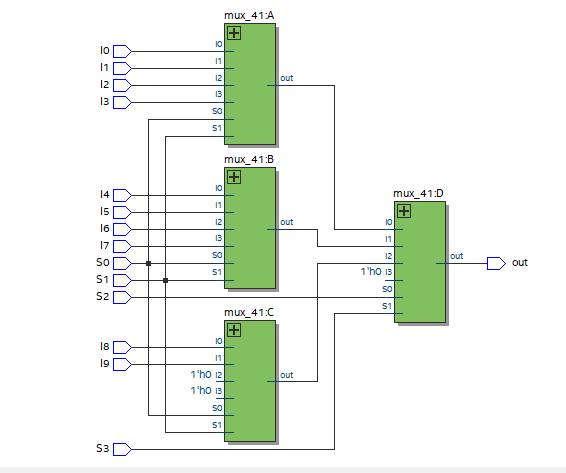 mux_41:A
I0 I0
I1 I1
I2 I2 out
I3 I3
S0
S1
mux_41:B
I4 I0
I5 I1
I6 I2 out
I7 I3
S0 S0
S1 S1
S2
mux_41:C
I8 I0
I9 I1
1'h0 I2 out
1'h0 I3
S0
S1
S3
mux_41:D
I0
I1
I2 out out
1'h0 I3
S0
S1